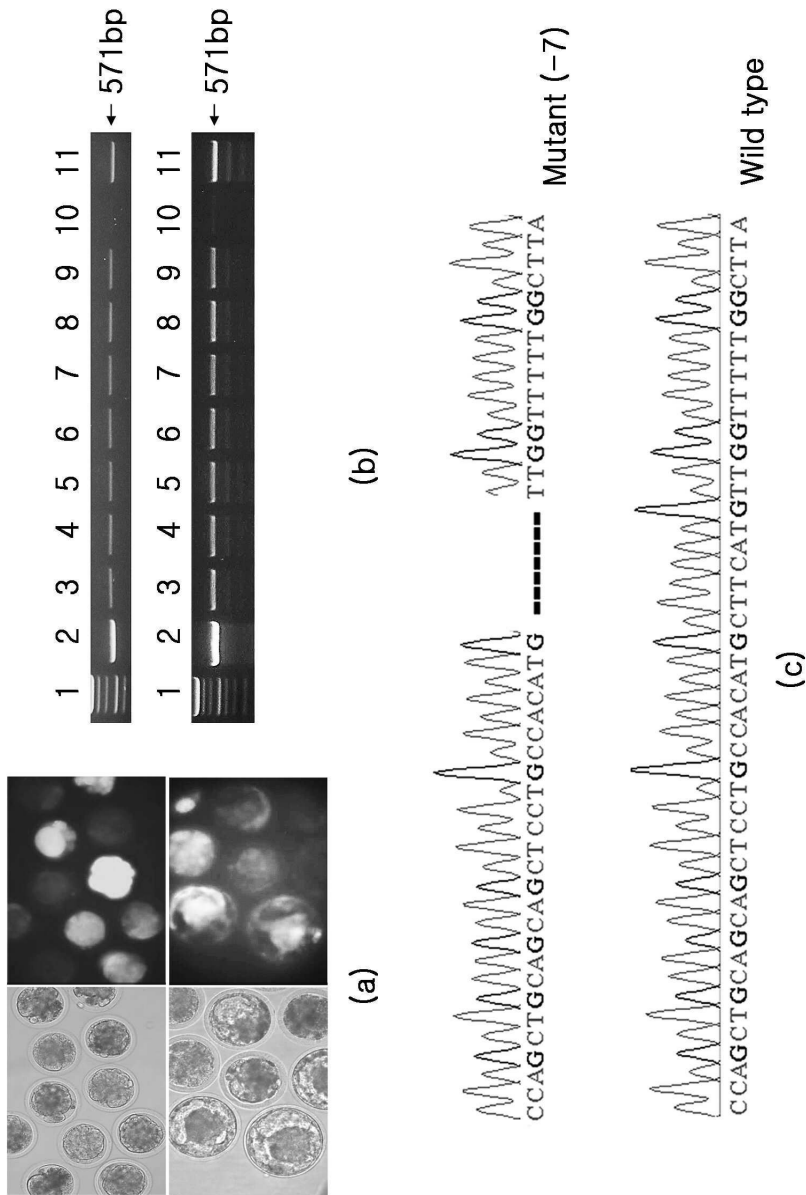 (a)
1 2 3 4 5 6 7 8 9 10 11
← 571bp
1 2 3 4 5 6 7 8 9 10 11
← 571bp
(b)
CCAGCTGCAGCAGCTCCTGCCACATG ------- TTGGTTTTTGGCTTA
Mutant (−7)
CCAGCTGCAGCAGCTCCTGCCACATGCTTCATGTTGGTTTTTGGCTTA
Wild type
(c)